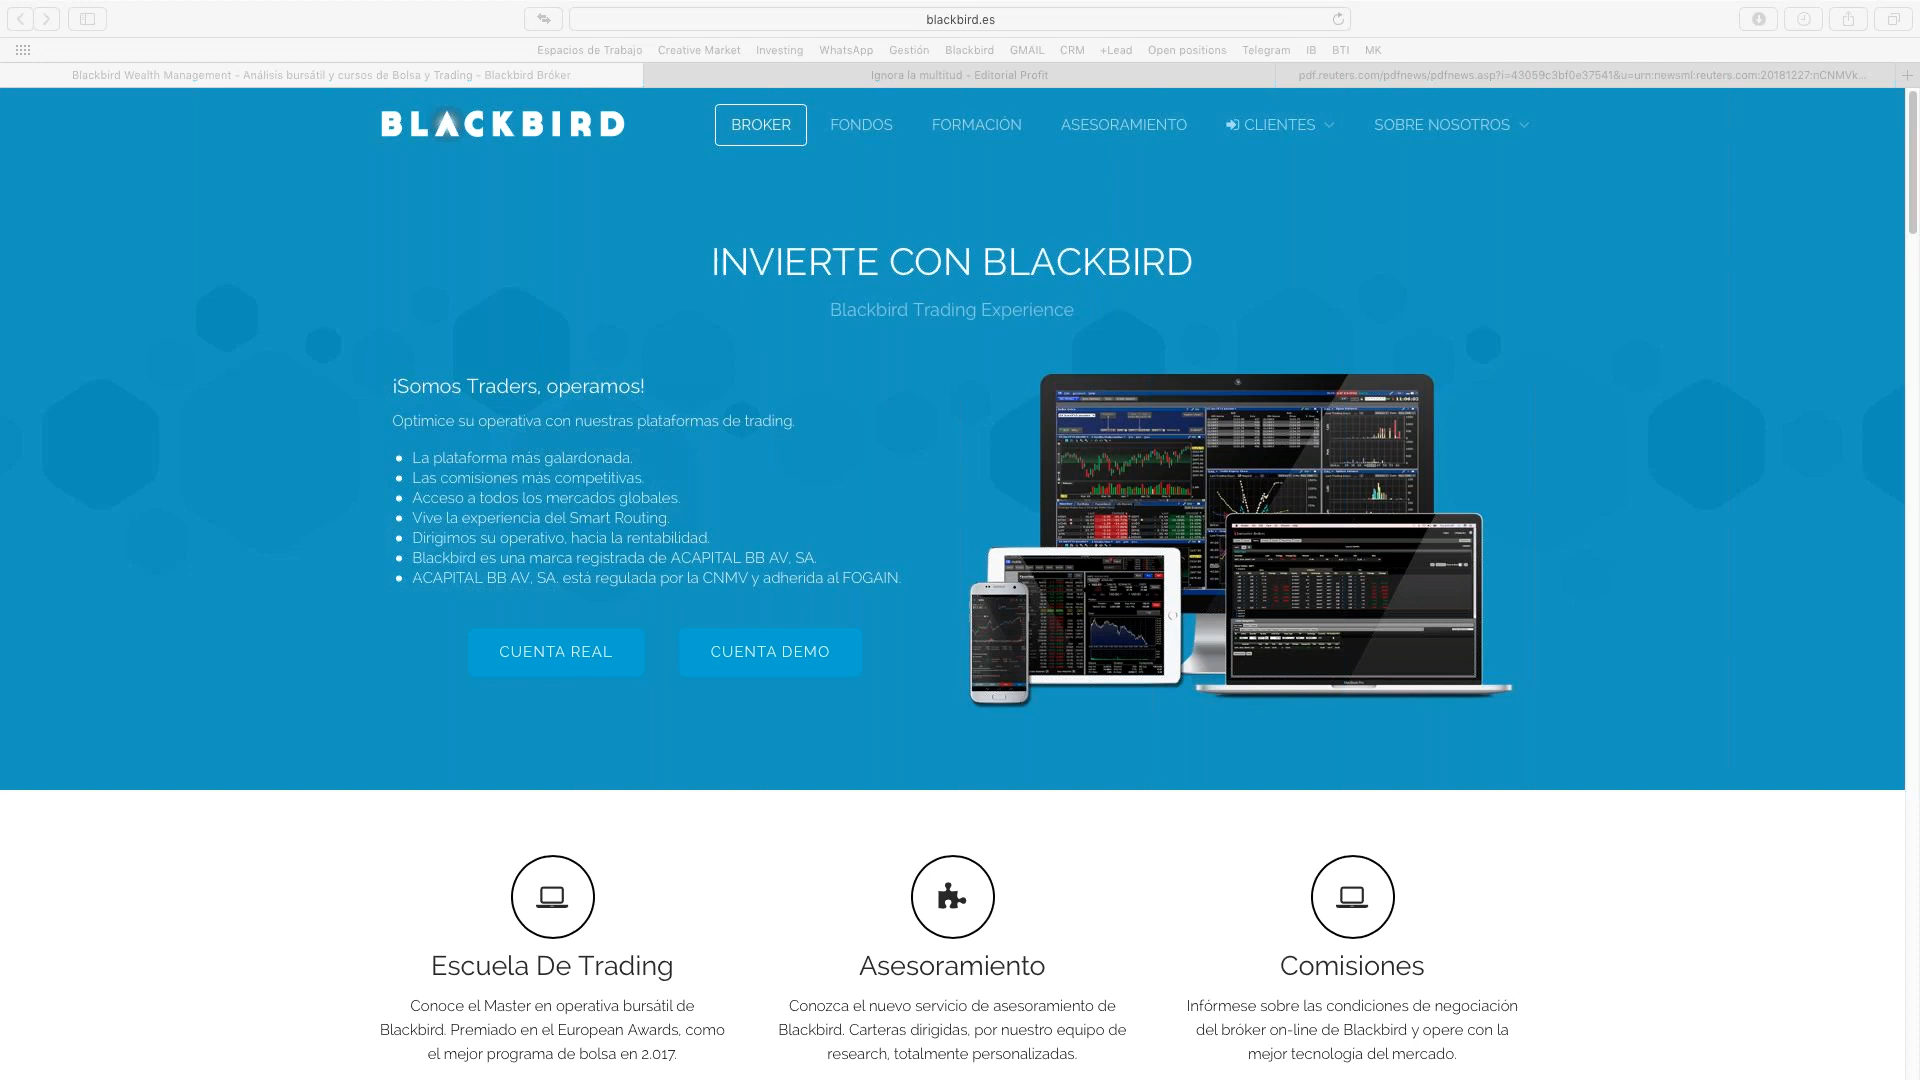 blackbird.es
Espacios de Trabajo Creative Market Investing WhatsApp Gestión Blackbird GMAIL CRM +Lead Open positions Telegram IB BTI MK
Blackbird Wealth Management - Análisis bursátil y cursos de Bolsa y Trading - Blackbird Bróker
Ignora la multitud - Editorial Profit
pdf.reuters.com/pdfnews/pdfnews.asp?i=43059c3bf0e37541&u=urn:newsml:reuters.com:20181227:nCNMVk...
BLACKBIRD
BROKER FONDOS FORMACIÓN ASESORAMIENTO CLIENTES SOBRE NOSOTROS
INVIERTE CON BLACKBIRD
Blackbird Trading Experience
¡Somos Traders, operamos!
Optimice su operativa con nuestras plataformas de trading.
• La plataforma más galardonada.
• Las comisiones más competitivas.
• Acceso a todos los mercados globales.
• Vive la experiencia del Smart Routing.
• Dirigimos su operativo, hacia la rentabilidad.
• Blackbird es una marca registrada de ACAPITAL BB AV, SA.
• ACAPITAL BB AV, SA. está regulada por la CNMV y adherida al FOGAIN.
CUENTA REAL CUENTA DEMO
Escuela De Trading
Conoce el Master en operativa bursátil de
Blackbird. Premiado en el European Awards, como
el mejor programa de bolsa en 2.017.
Asesoramiento
Conozca el nuevo servicio de asesoramiento de
Blackbird. Carteras dirigidas, por nuestro equipo de
research, totalmente personalizadas.
Comisiones
Infórmese sobre las condiciones de negociación
del bróker on-line de Blackbird y opere con la
mejor tecnología del mercado.